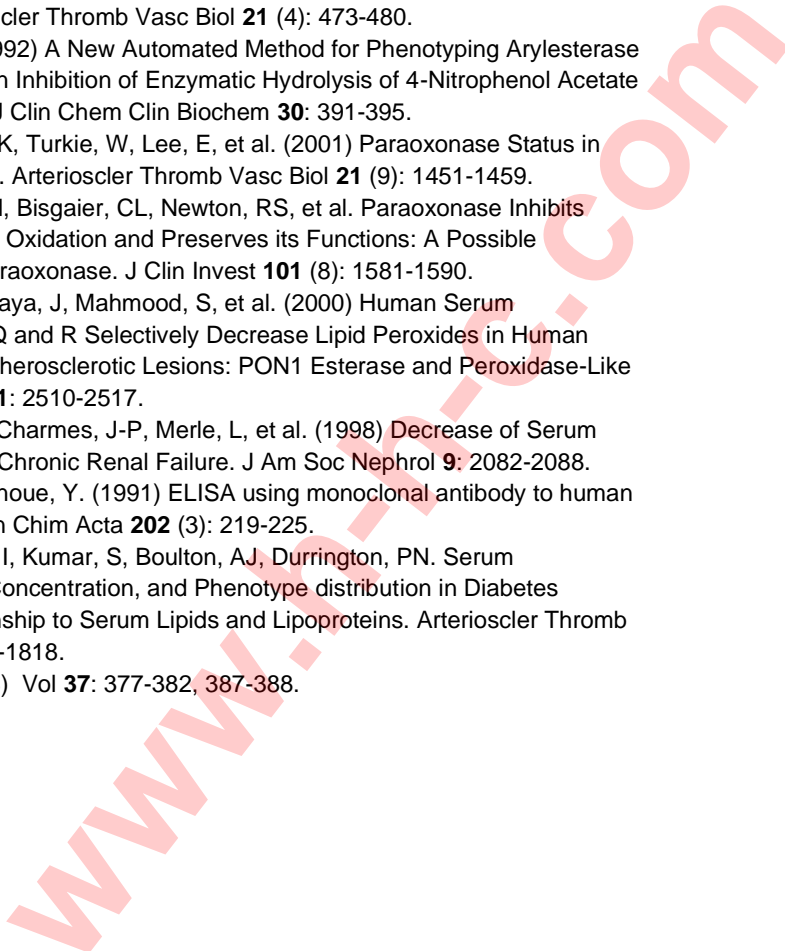 cler Thromb Vasc Biol 21 (4): 473-480.
992) A New Automated Method for Phenotyping Arylesterase
n Inhibition of Enzymatic Hydrolysis of 4-Nitrophenol Acetate
J Clin Chem Clin Biochem 30: 391-395.
K, Turkie, W, Lee, E, et al. (2001) Paraoxonase Status in
. Arterioscler Thromb Vasc Biol 21 (9): 1451-1459.
l, Bisgaier, CL, Newton, RS, et al. Paraoxonase Inhibits
Oxidation and Preserves its Functions: A Possible
raoxonase. J Clin Invest 101 (8): 1581-1590.
aya, J, Mahmood, S, et al. (2000) Human Serum
Q and R Selectively Decrease Lipid Peroxides in Human
herosclerotic Lesions: PON1 Esterase and Peroxidase-Like
1: 2510-2517.
Charmes, J-P, Merle, L, et al. (1998) Decrease of Serum
Chronic Renal Failure. J Am Soc Nephrol 9: 2082-2088.
noue, Y. (1991) ELISA using monoclonal antibody to human
n Chim Acta 202 (3): 219-225.
I, Kumar, S, Boulton, AJ, Durrington, PN. Serum
Concentration, and Phenotype distribution in Diabetes
nship to Serum Lipids and Lipoproteins. Arterioscler Thromb
-1818.
) Vol 37: 377-382, 387-388.
www.h-h-c.com